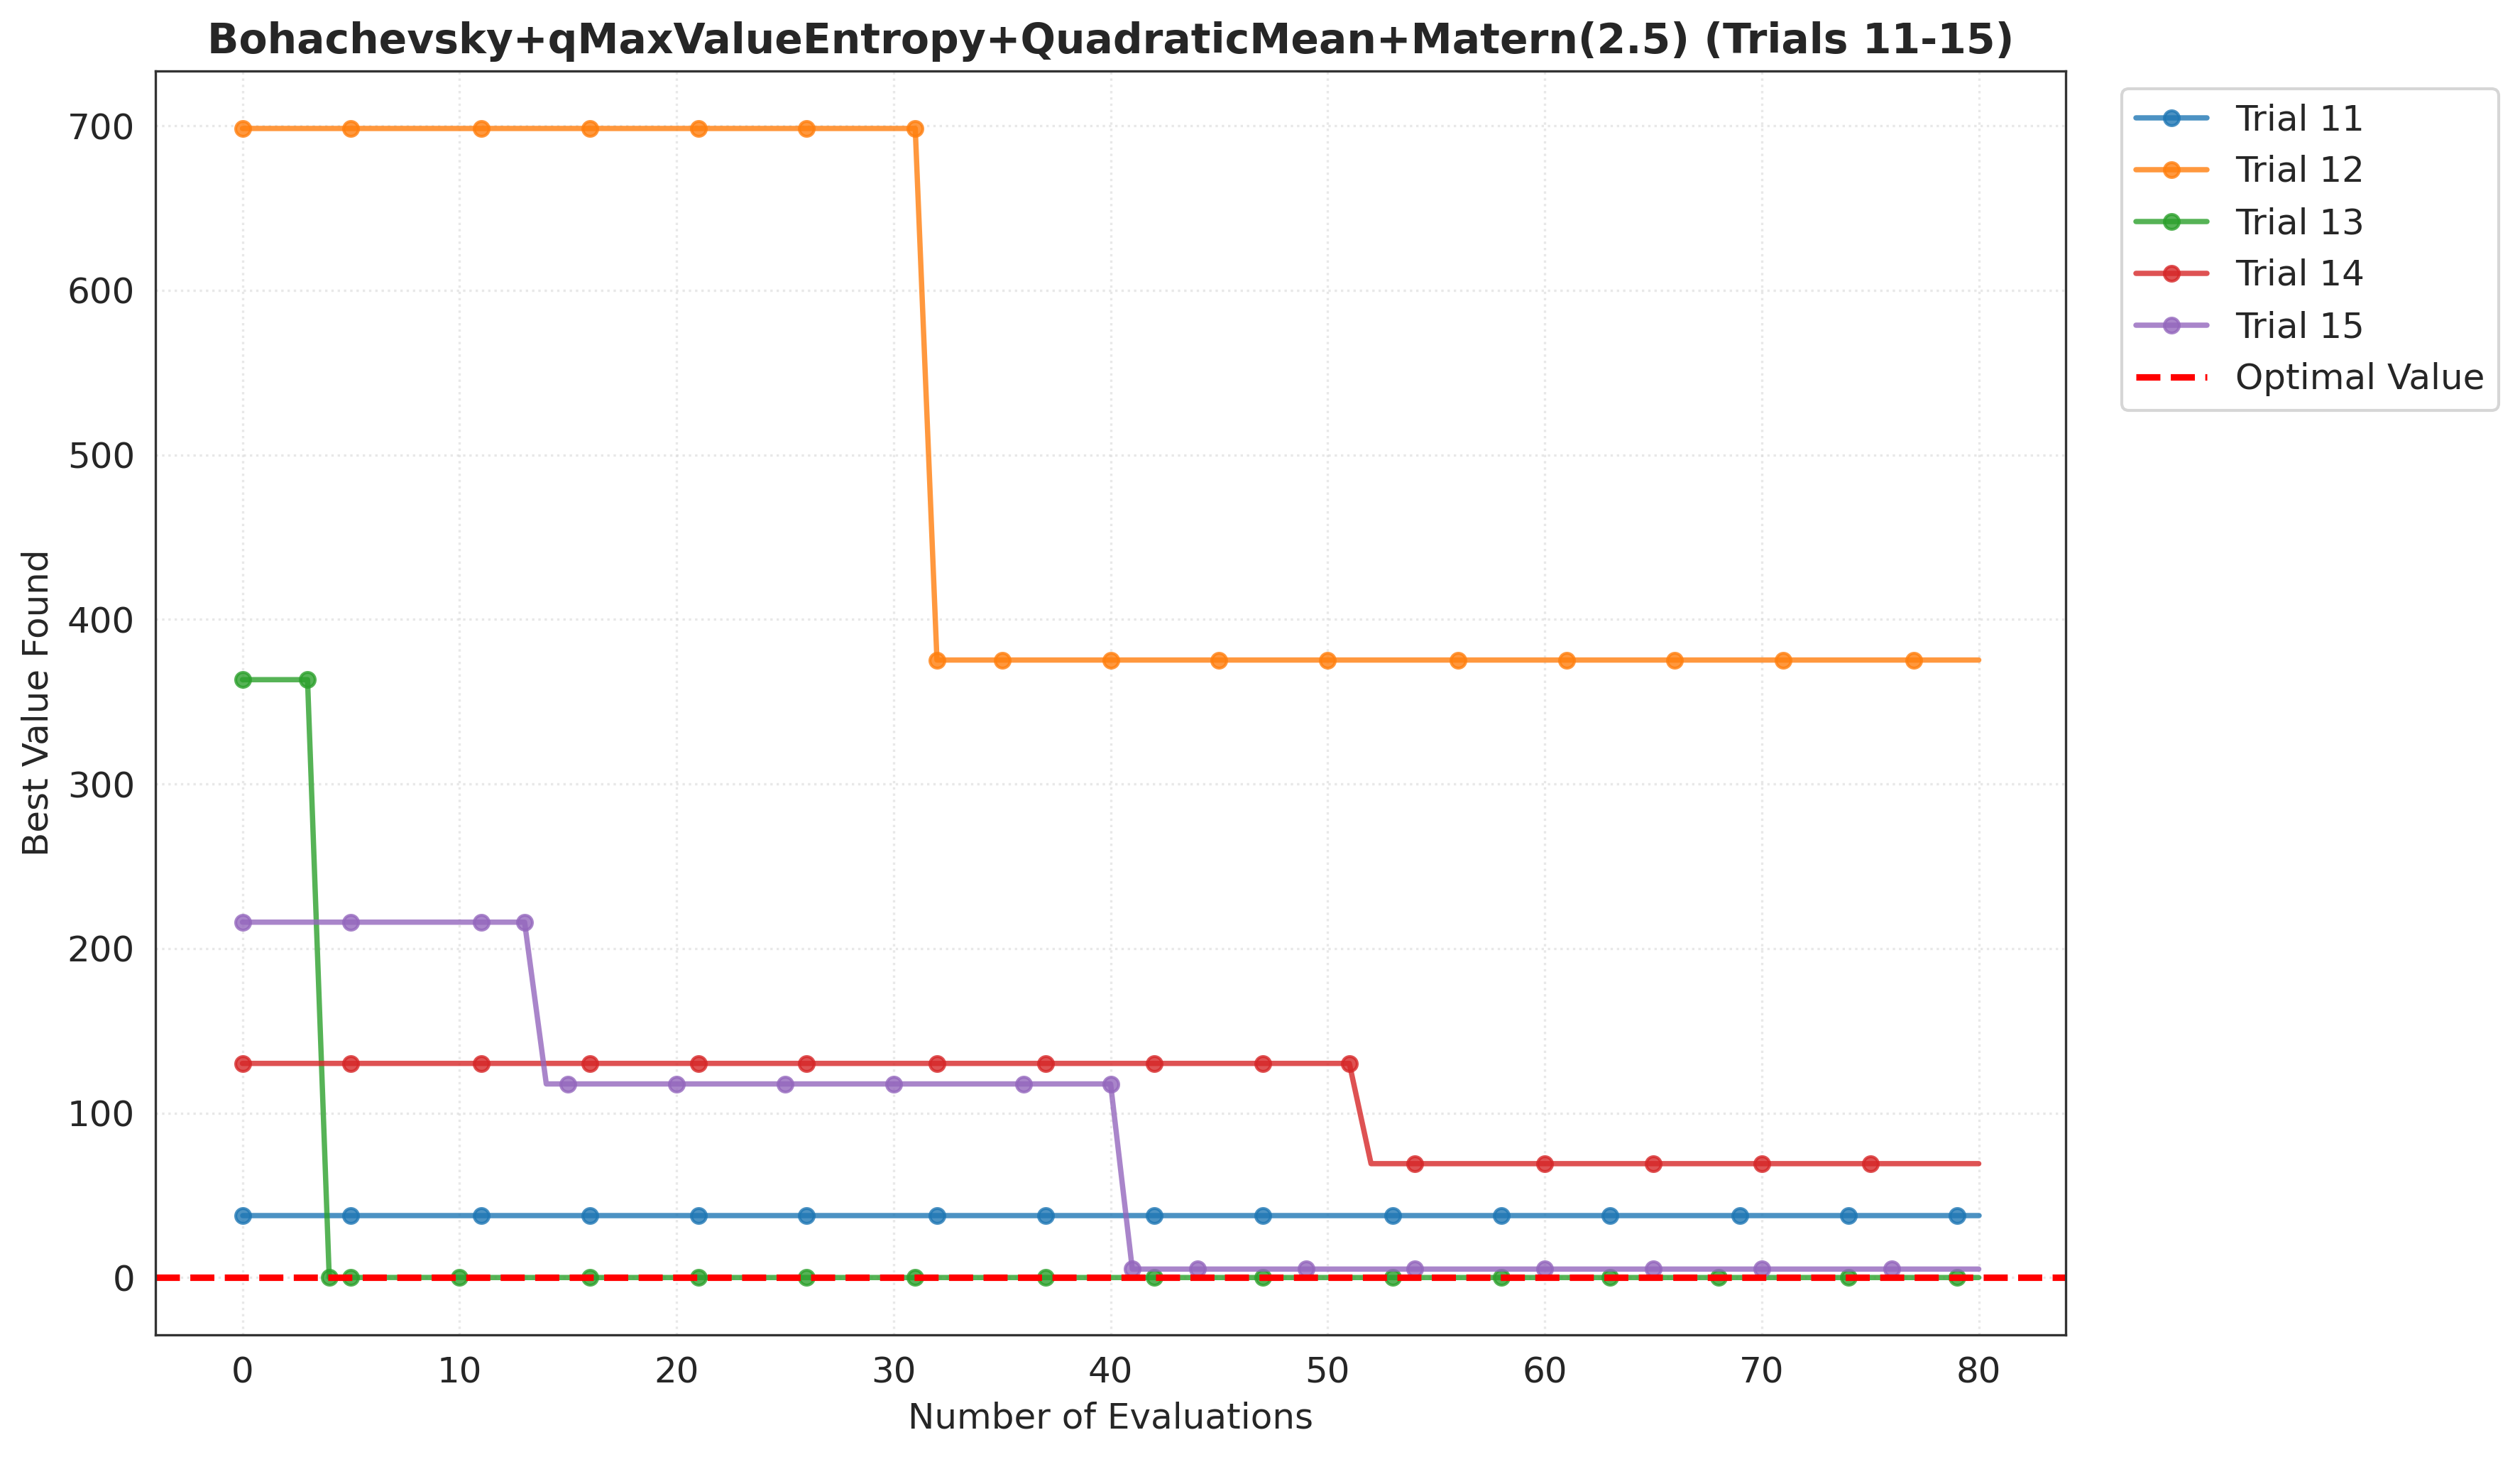 Bohachevsky+qMaxValueEntropy+QuadraticMean+Matern(2.5) (Trials 11-15)
Best Value Found
700
600
500
400
300
200
100
0
0 10 20 30 40 50 60 70 80
Number of Evaluations
Trial 11
Trial 12
Trial 13
Trial 14
Trial 15
Optimal Value